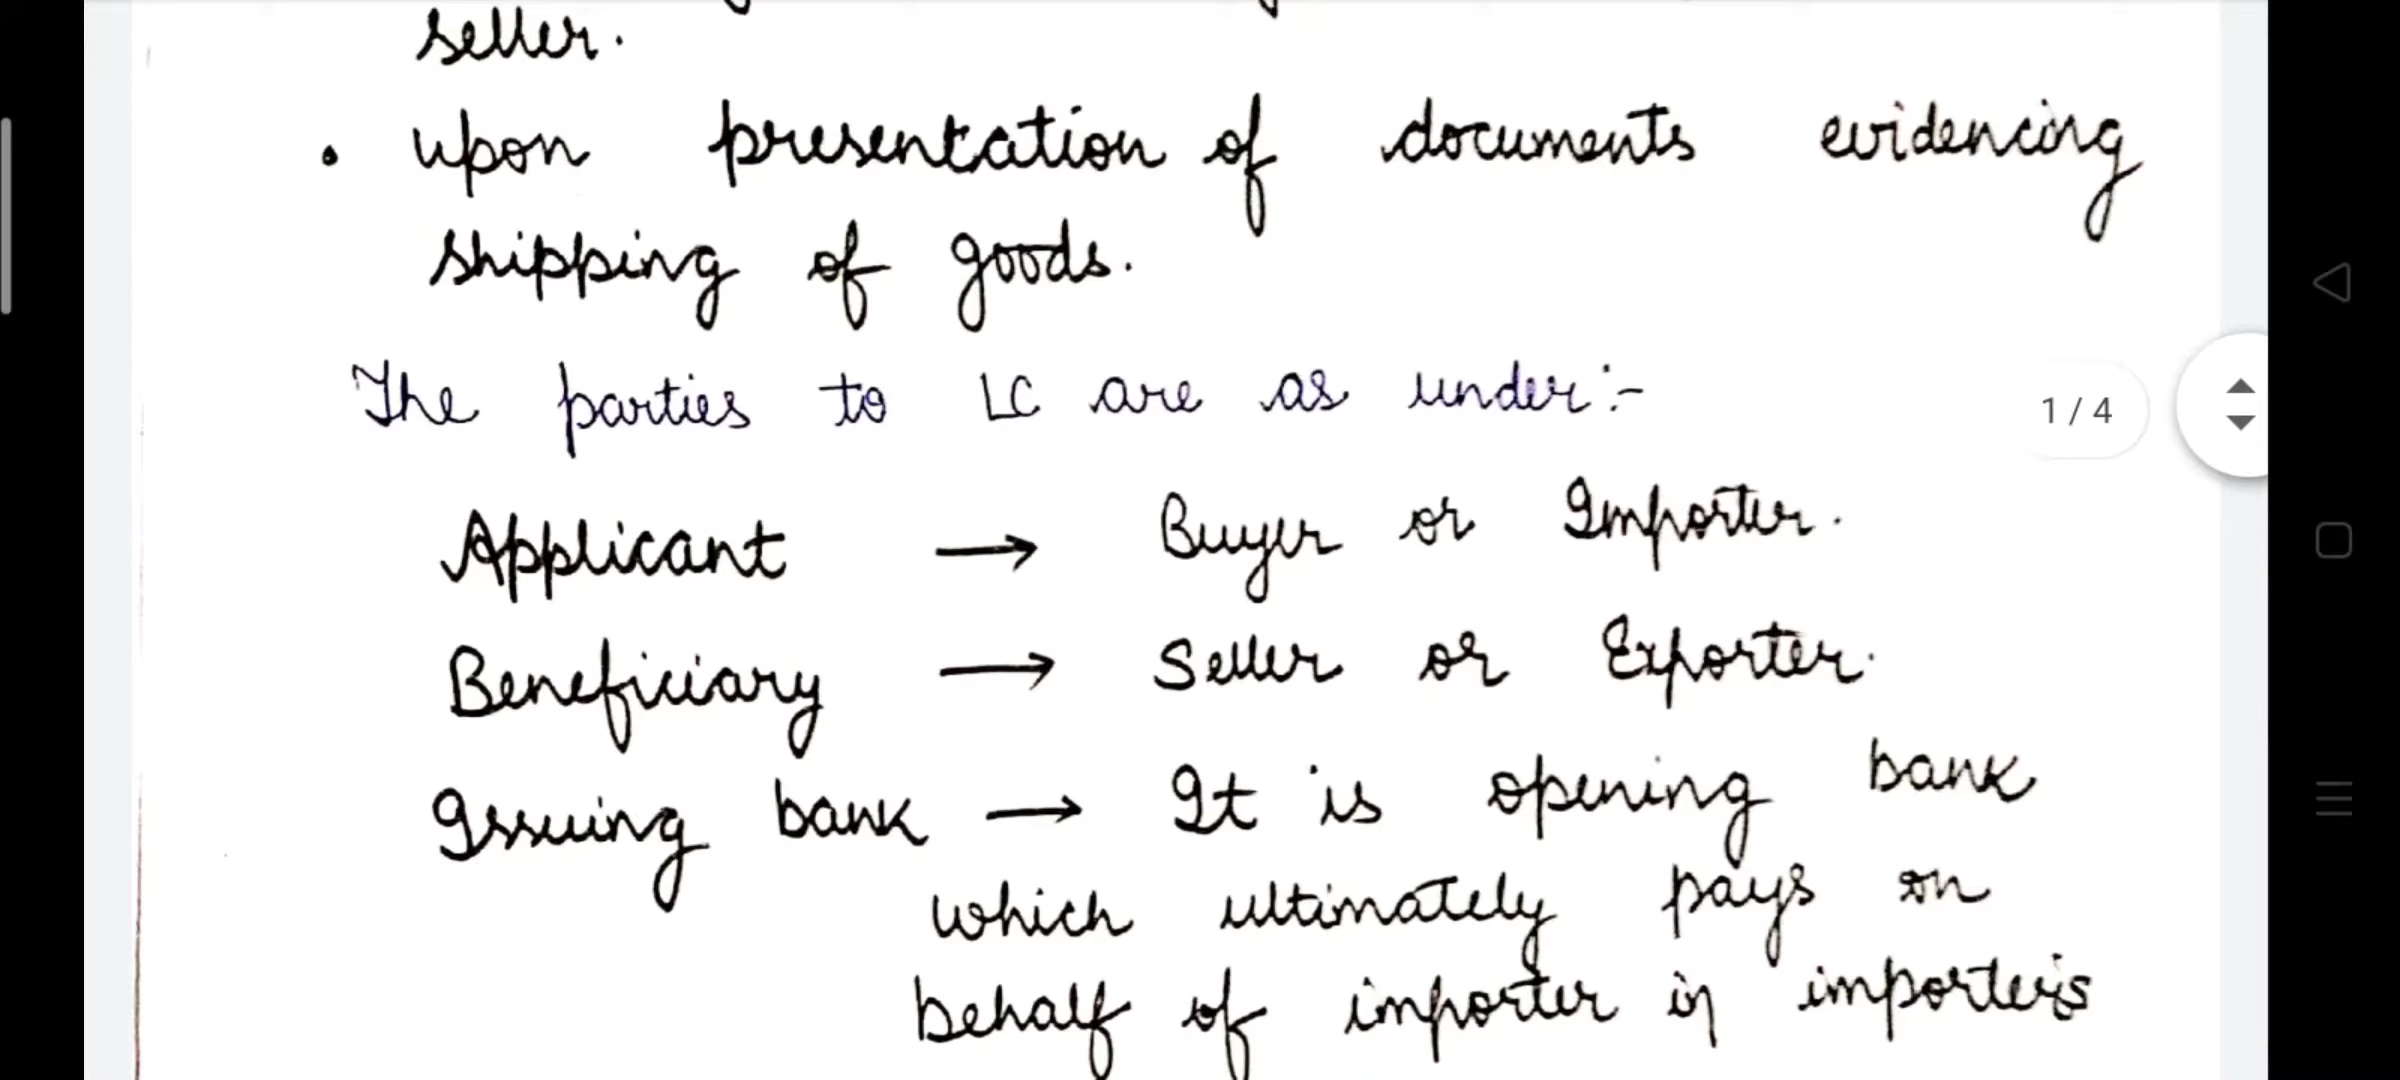 seller.
• upon presentation of documents evidencing
shipping of goods.
The parties to LC are as under :-
1 / 4
Applicant → Buyer or Importer.
Beneficiary → Seller or Exporter.
Issuing bank → It is opening bank
which ultimately pays on
behalf of importer if importer's